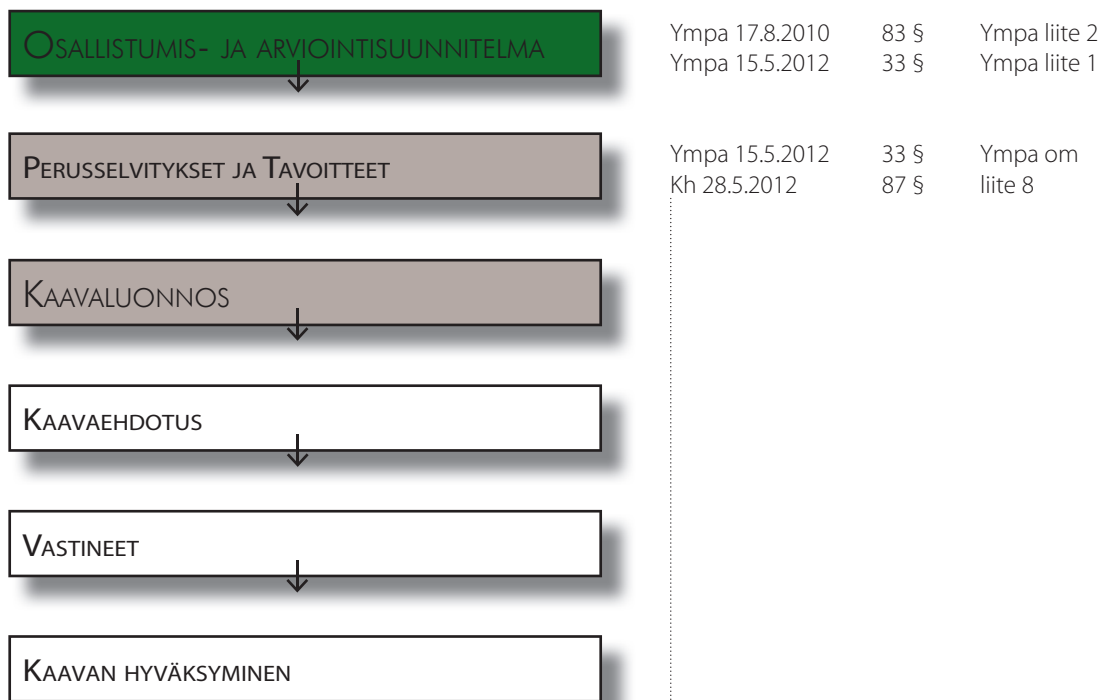 Osallistumis- ja arviointisuunnitelma
Ympa 17.8.2010 83 § Ympa liite 2
Ympa 15.5.2012 33 § Ympa liite 1
Perusselvitykset ja Tavoitteet
Ympa 15.5.2012 33 § Ympa om
Kh 28.5.2012 87 § liite 8
Kaavaluonnos
Kaavaehdotus
Vastineet
Kaavan hyväksyminen